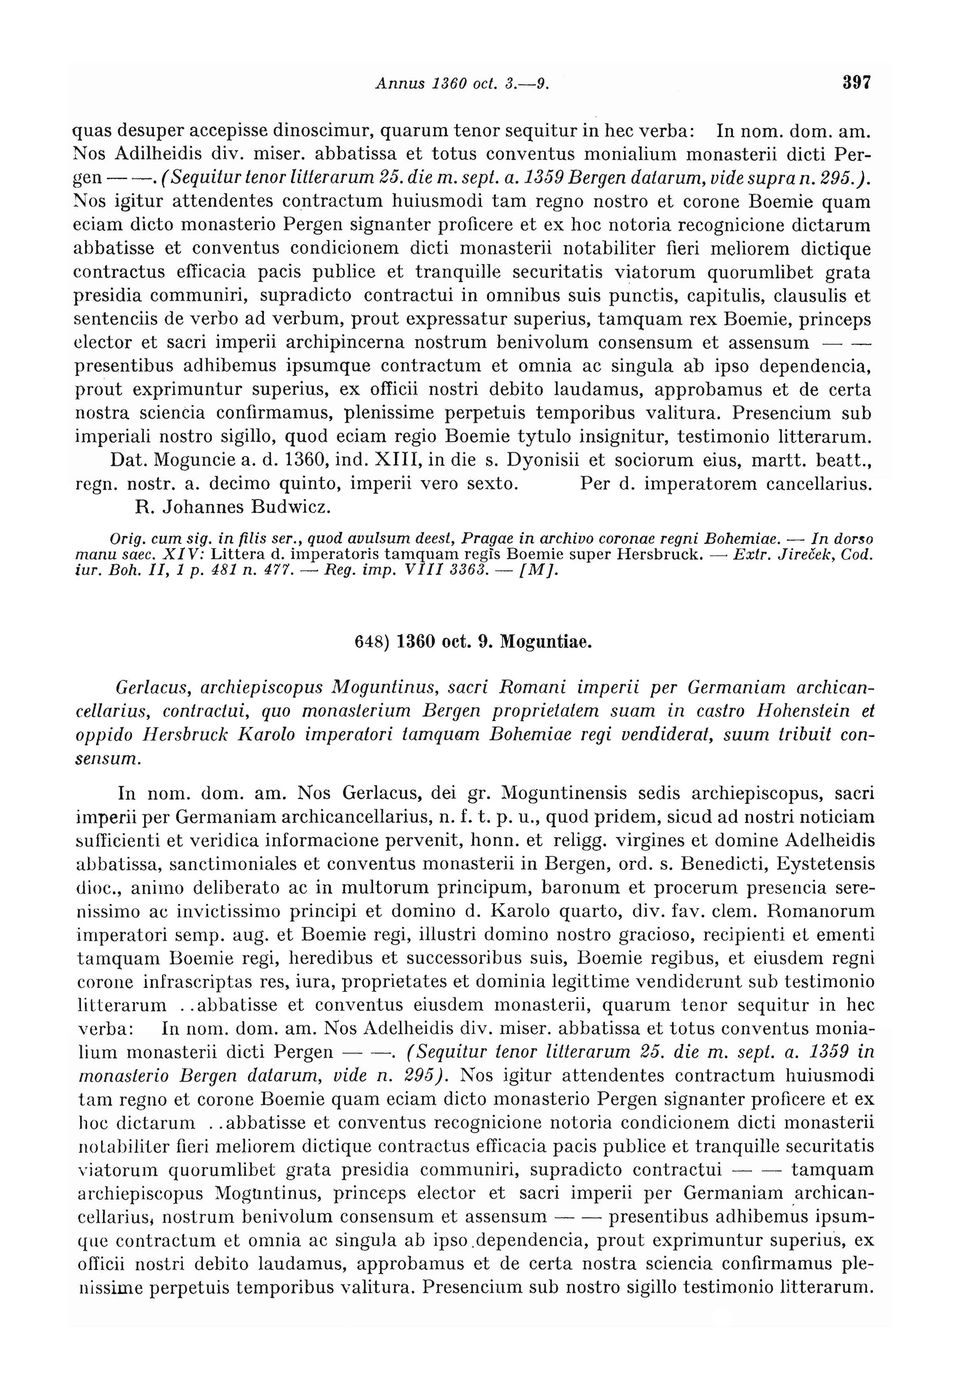 Annus 1360 oct. 3.—9. 397
quas desuper accepisse dinoscimur, quarum tenor sequitur in hec verba: In nom. dom. am.
Nos Adilheidis div. miser. abbatissa et totus conventus monialium monasterii dicti Per-
gen — —. (Sequitur tenor litterarum 25. die m. sept. a. 1359 Bergen datarum, vide supra n. 295.).
Nos igitur attendentes contractum huiusmodi tam regno nostro et corone Boemie quam
eciam dicto monasterio Pergen signanter proficere et ex hoc notoria recognicione dictarum
abbatisse et conventus condicionem dicti monasterii notabiliter fieri meliorem dictique
contractus efficacia pacis publice et tranquille securitatis viatorum quorumlibet grata
presidia communiri, supradicto contractui in omnibus suis punctis, capitulis, clausulis et
sentenciis de verbo ad verbum, prout expressatur superius, tamquam rex Boemie, princeps
elector et sacri imperii archipincerna nostrum benivolum consensum et assensum — —
presentibus adhibemus ipsumque contractum et omnia ac singula ab ipso dependencia,
prout exprimuntur superius, ex officii nostri debito laudamus, approbamus et de certa
nostra sciencia confirmamus, plenissime perpetuis temporibus valitura. Presencium sub
imperiali nostro sigillo, quod eciam regio Boemie tytulo insignitur, testimonio litterarum.
Dat. Moguncie a. d. 1360, ind. XIII, in die s. Dyonisii et sociorum eius, martt. beatt.,
regn. nostr. a. decimo quinto, imperii vero sexto. Per d. imperatorem cancellarius.
R. Johannes Budwicz.
Orig. cum sig. in filis ser., quod avulsum deest, Pragae in archivo coronae regni Bohemiae. — In dorso
manu saec. XIV: Littera d. imperatoris tamquam regis Boemie super Hersbruck. — Extr. Jireček, Cod.
iur. Boh. II, 1 p. 481 n. 477. — Reg. imp. VIII 3363. — [M].
648) 1360 oct. 9. Moguntiae.
Gerlacus, archiepiscopus Moguntinus, sacri Romani imperii per Germaniam archican-
cellarius, contractui, quo monasterium Bergen proprietatem suam in castro Hohenstein et
oppido Hersbruck Karolo imperatori tamquam Bohemiae regi vendiderat, suum tribuit con-
sensum.
In nom. dom. am. Nos Gerlacus, dei gr. Moguntinensis sedis archiepiscopus, sacri
imperii per Germaniam archicancellarius, n. f. t. p. u., quod pridem, sicud ad nostri noticiam
sufficienti et veridica informacione pervenit, honn. et religg. virgines et domine Adelheidis
abbatissa, sanctimoniales et conventus monasterii in Bergen, ord. s. Benedicti, Eystetensis
dioc., animo deliberato ac in multorum principum, baronum et procerum presencia sere-
nissimo ac invictissimo principi et domino d. Karolo quarto, div. fav. clem. Romanorum
imperatori semp. aug. et Boemie regi, illustri domino nostro gracioso, recipienti et ementi
tamquam Boemie regi, heredibus et successoribus suis, Boemie regibus, et eiusdem regni
corone infrascriptas res, iura, proprietates et dominia legittime vendiderunt sub testimonio
litterarum . .abbatisse et conventus eiusdem monasterii, quarum tenor sequitur in hec
verba: In nom. dom. am. Nos Adelheidis div. miser. abbatissa et totus conventus monia-
lium monasterii dicti Pergen — —. (Sequitur tenor litterarum 25. die m. sept. a. 1359 in
monasterio Bergen datarum, vide n. 295). Nos igitur attendentes contractum huiusmodi
tam regno et corone Boemie quam eciam dicto monasterio Pergen signanter proficere et ex
hoc dictarum . .abbatisse et conventus recognicione notoria condicionem dicti monasterii
notabiliter fieri meliorem dictique contractus efficacia pacis publice et tranquille securitatis
viatorum quorumlibet grata presidia communiri, supradicto contractui — — tamquam
archiepiscopus Moguntinus, princeps elector et sacri imperii per Germaniam archican-
cellarius, nostrum benivolum consensum et assensum — — presentibus adhibemus ipsum-
que contractum et omnia ac singula ab ipso dependencia, prout exprimuntur superius, ex
officii nostri debito laudamus, approbamus et de certa nostra sciencia confirmamus ple-
nissime perpetuis temporibus valitura. Presencium sub nostro sigillo testimonio litterarum.